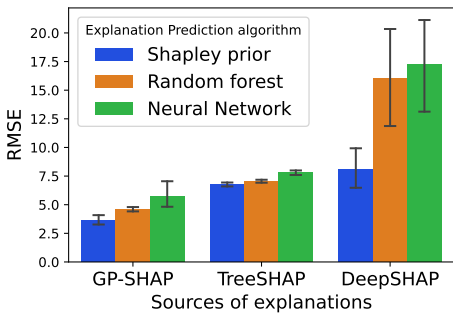 Explanation Prediction algorithm
Shapley prior
Random forest
Neural Network
RMSE
20.0
17.5
15.0
12.5
10.0
7.5
5.0
2.5
0.0
GP-SHAP TreeSHAP DeepSHAP
Sources of explanations